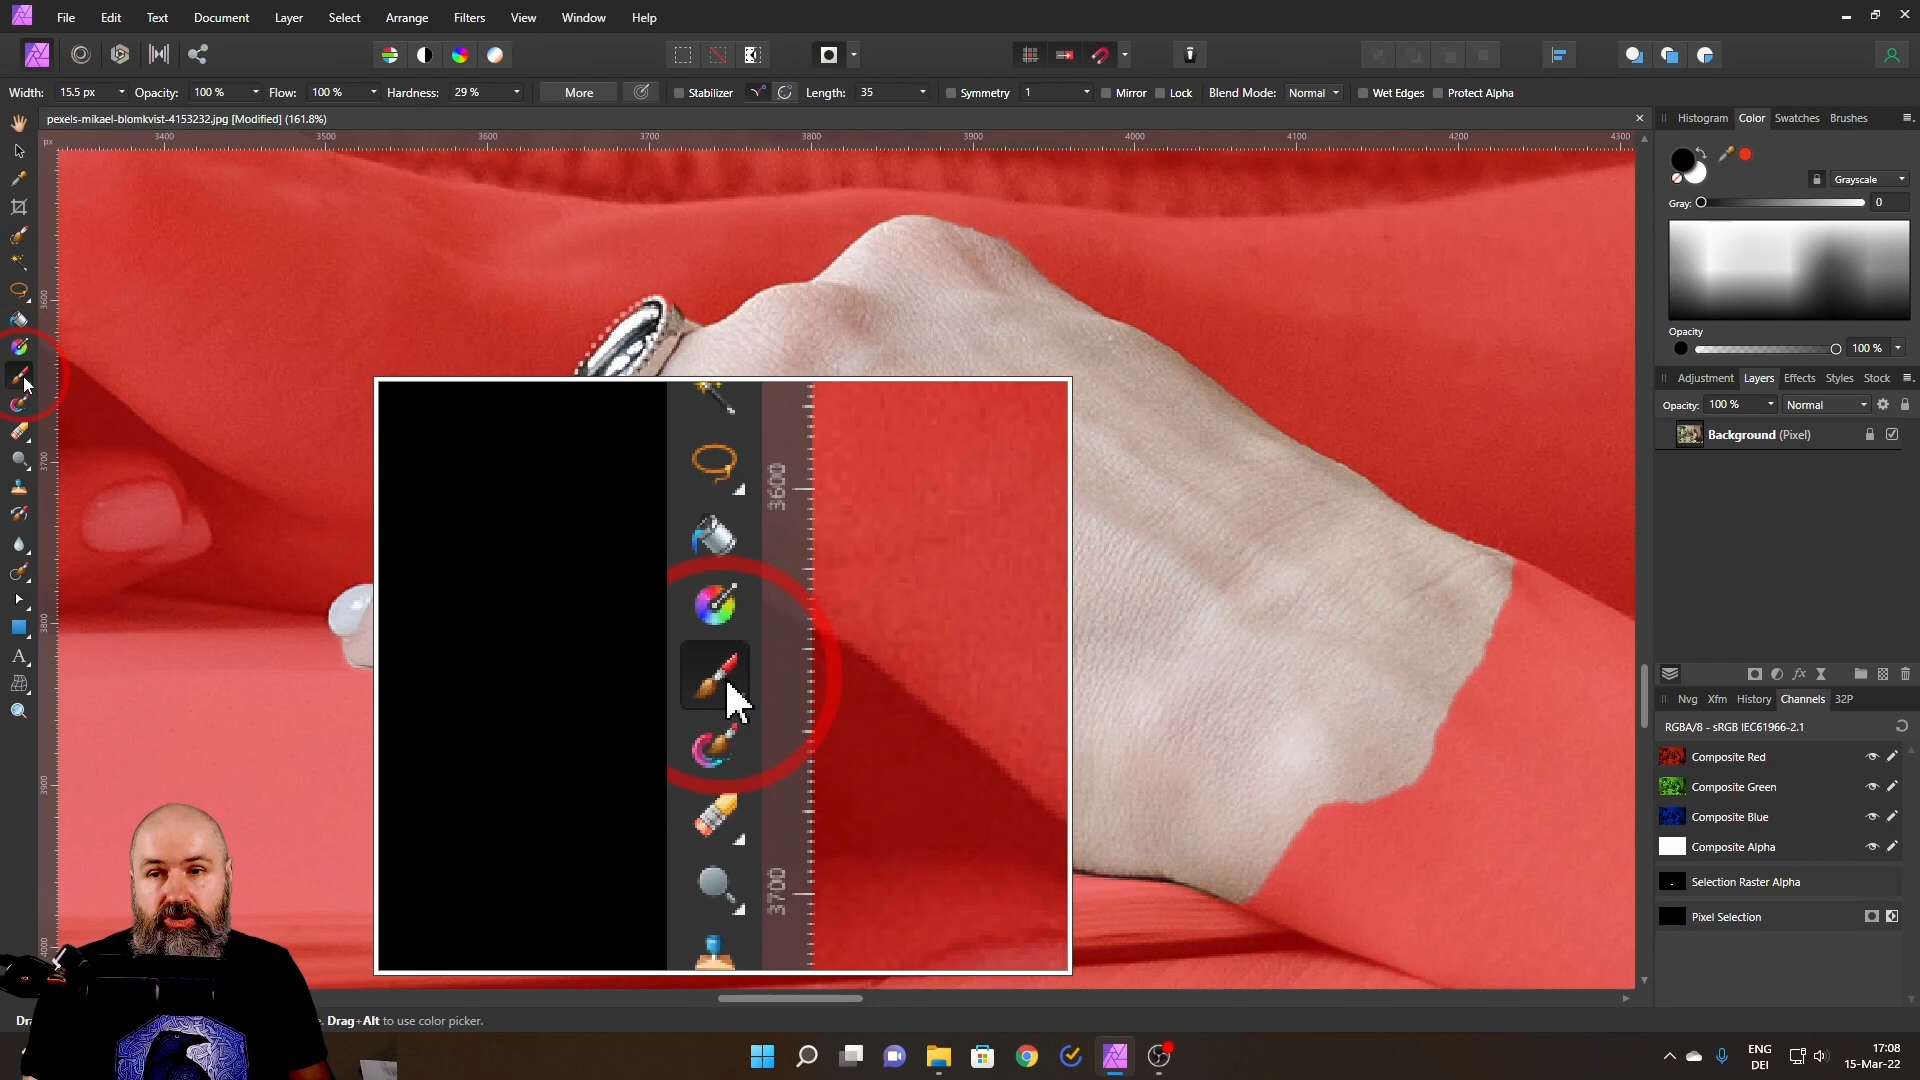 File Edit Text Document Layer Select Arrange Filters View Window Help
Width: 15.5 px Opacity: 100 % Flow: 100 % Hardness: 29 % More Stabilizer Length: 35 Symmetry 1 Mirror Lock Blend Mode: Normal Wet Edges Protect Alpha
pexels-mikael-blomkvist-4153232.jpg [Modified] (161.8%)
Histogram Color Swatches Brushes
px 3400 3500 3600 3700 3800 3900 4000 4100 4200 4300
Grayscale
Gray: 0
3600
Opacity
100 %
Adjustment Layers Effects Styles Stock
Opacity: 100 % Normal
Background (Pixel)
3700
3600
3800
Nvg Xfm History Channels 32P
RGBA/8 - sRGB IEC61966-2.1
Composite Red
3900
Composite Green
Composite Blue
Composite Alpha
Selection Raster Alpha
3700
Pixel Selection
4000
Drag+Alt to use color picker.
ENG
DEI
17:08
15-Mar-22